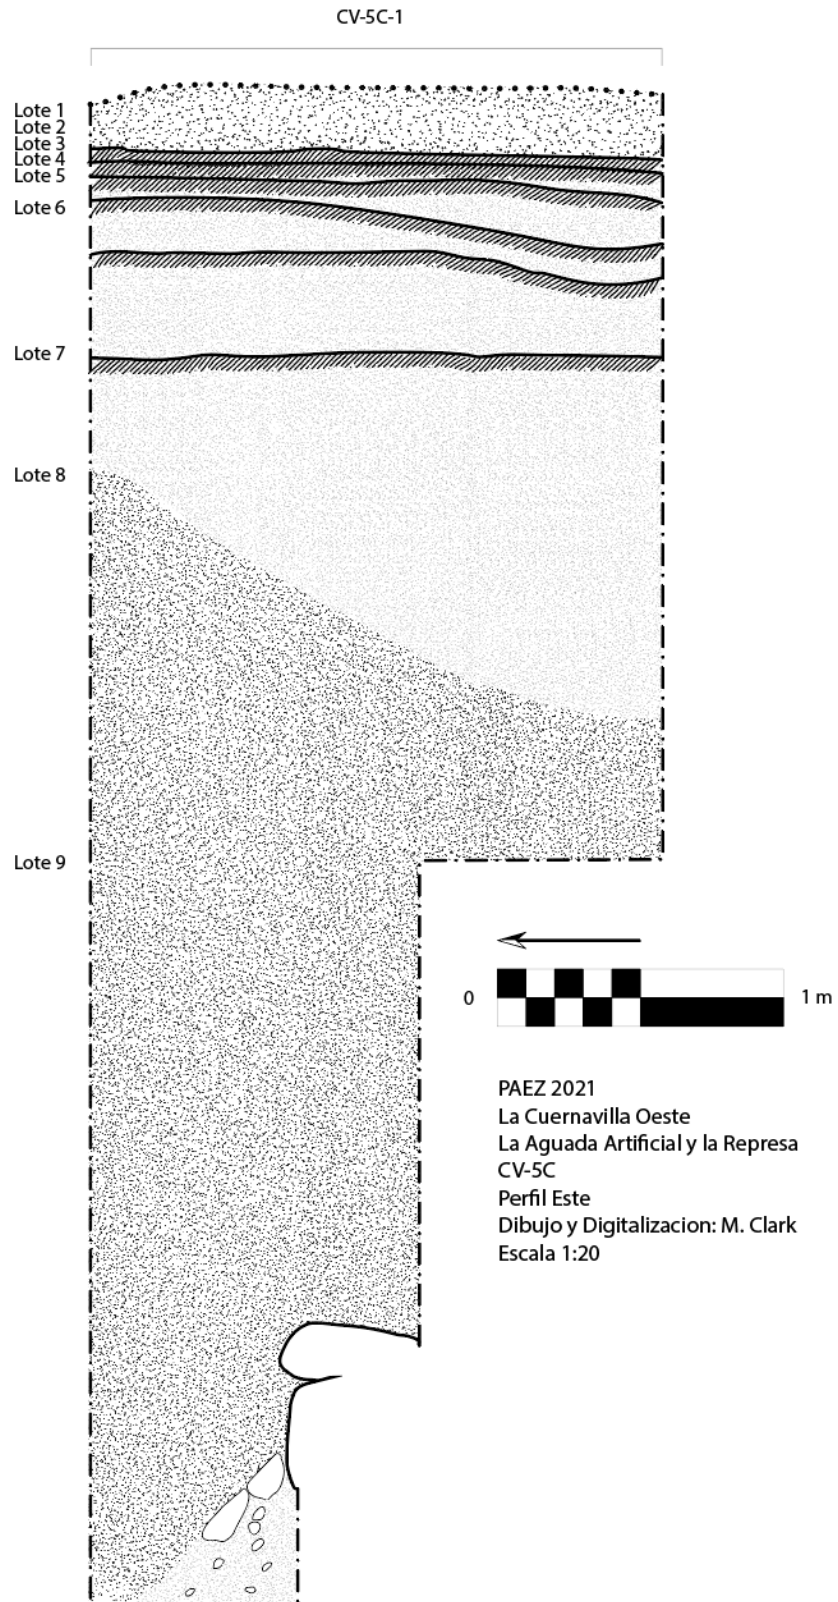 CV-5C-1
Lote 1
Lote 2
Lote 3
Lote 4
Lote 5
Lote 6
Lote 7
Lote 8
Lote 9
0
1 m
PAEZ 2021
La Cuernavilla Oeste
La Aguada Artificial y la Represa
CV-5C
Perfil Este
Dibujo y Digitalizacion: M. Clark
Escala 1:20